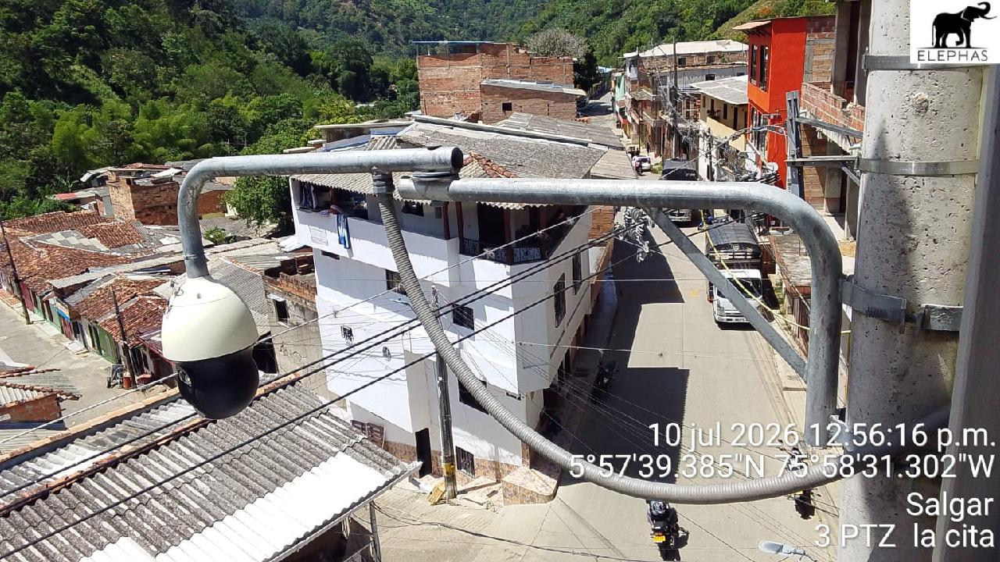 ELEPHAS
10 jul 2026 12:56:16 p.m.
5°57'39.385"N 75°58'31.302"W
Salgar
3 PTZ la cita